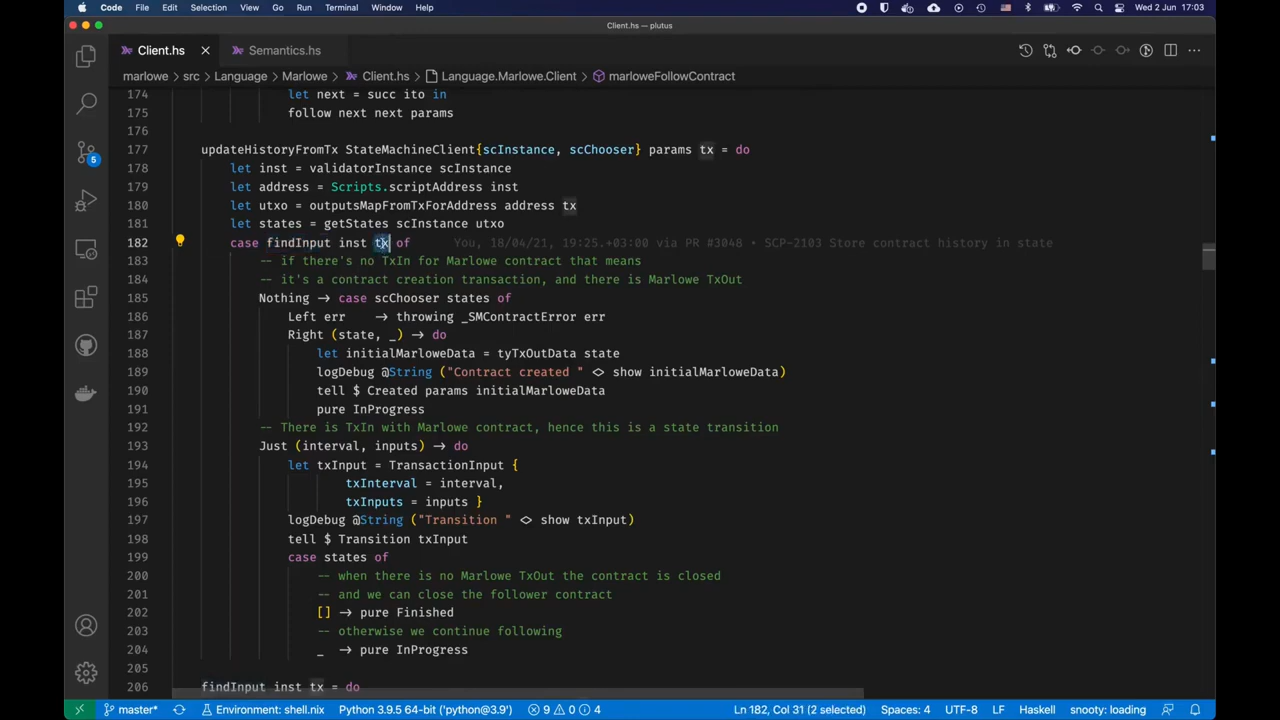 Code File Edit Selection View Go Run Terminal Window Help Wed 2 Jun 17:03
Client.hs — plutus
Client.hs Semantics.hs
marlowe > src > Language > Marlowe > Client.hs > Language.Marlowe.Client > marloweFollowContract
174 let next = succ ito in
175 follow next next params
176
177 updateHistoryFromTx StateMachineClient{scInstance, scChooser} params tx = do
178 let inst = validatorInstance scInstance
179 let address = Scripts.scriptAddress inst
180 let utxo = outputsMapFromTxForAddress address tx
181 let states = getStates scInstance utxo
182 case findInput inst tx of You, 18/04/21, 19:25.+03:00 via PR #3048 • SCP-2103 Store contract history in state
183 -- if there's no TxIn for Marlowe contract that means
184 -- it's a contract creation transaction, and there is Marlowe TxOut
185 Nothing -> case scChooser states of
186 Left err -> throwing _SMContractError err
187 Right (state, _) -> do
188 let initialMarloweData = tyTxOutData state
189 logDebug @String ("Contract created " <> show initialMarloweData)
190 tell $ Created params initialMarloweData
191 pure InProgress
192 -- There is TxIn with Marlowe contract, hence this is a state transition
193 Just (interval, inputs) -> do
194 let txInput = TransactionInput {
195 txInterval = interval,
196 txInputs = inputs }
197 logDebug @String ("Transition " <> show txInput)
198 tell $ Transition txInput
199 case states of
200 -- when there is no Marlowe TxOut the contract is closed
201 -- and we can close the follower contract
202 [] -> pure Finished
203 -- otherwise we continue following
204 _ -> pure InProgress
205
206 findInput inst tx = do
5
master* Environment: shell.nix Python 3.9.5 64-bit ('python@3.9') 9 0 4 Ln 182, Col 31 (2 selected) Spaces: 4 UTF-8 LF Haskell snooty: loading